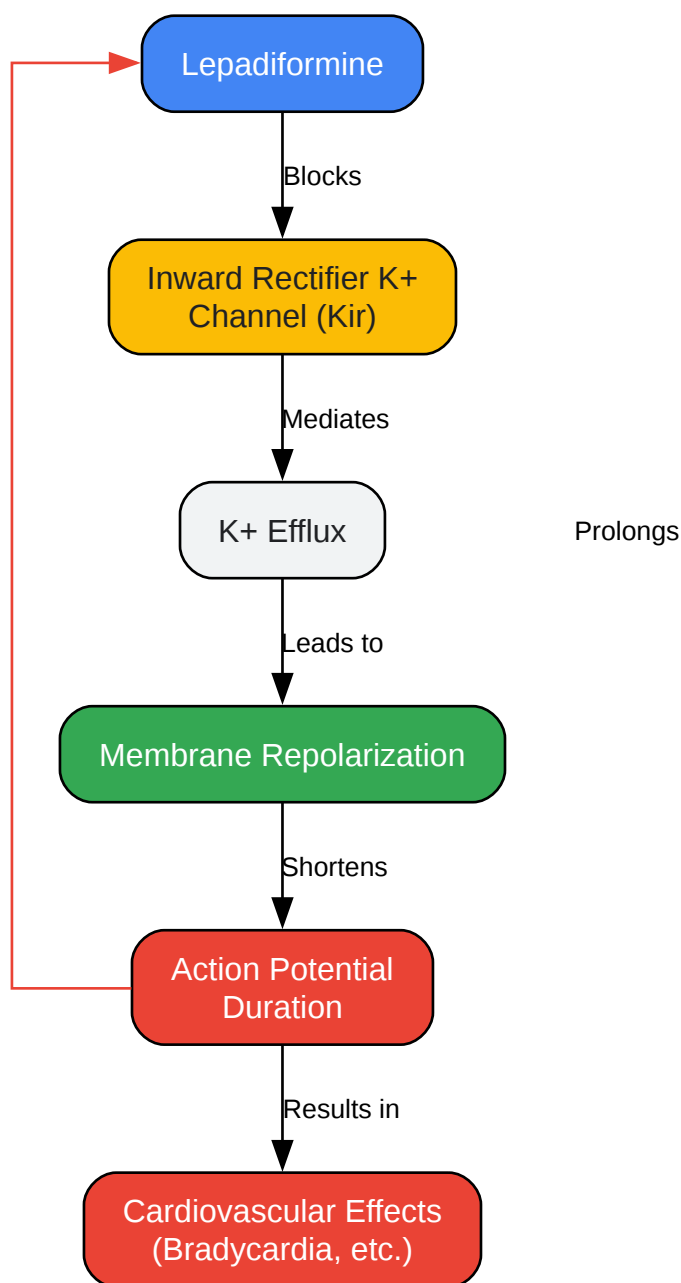 Lepadiformine
Blocks
Inward Rectifier K+
Channel (Kir)
Mediates
K+ Efflux
Prolongs
Leads to
Membrane Repolarization
Shortens
Action Potential
Duration
Results in
Cardiovascular Effects
(Bradycardia, etc.)